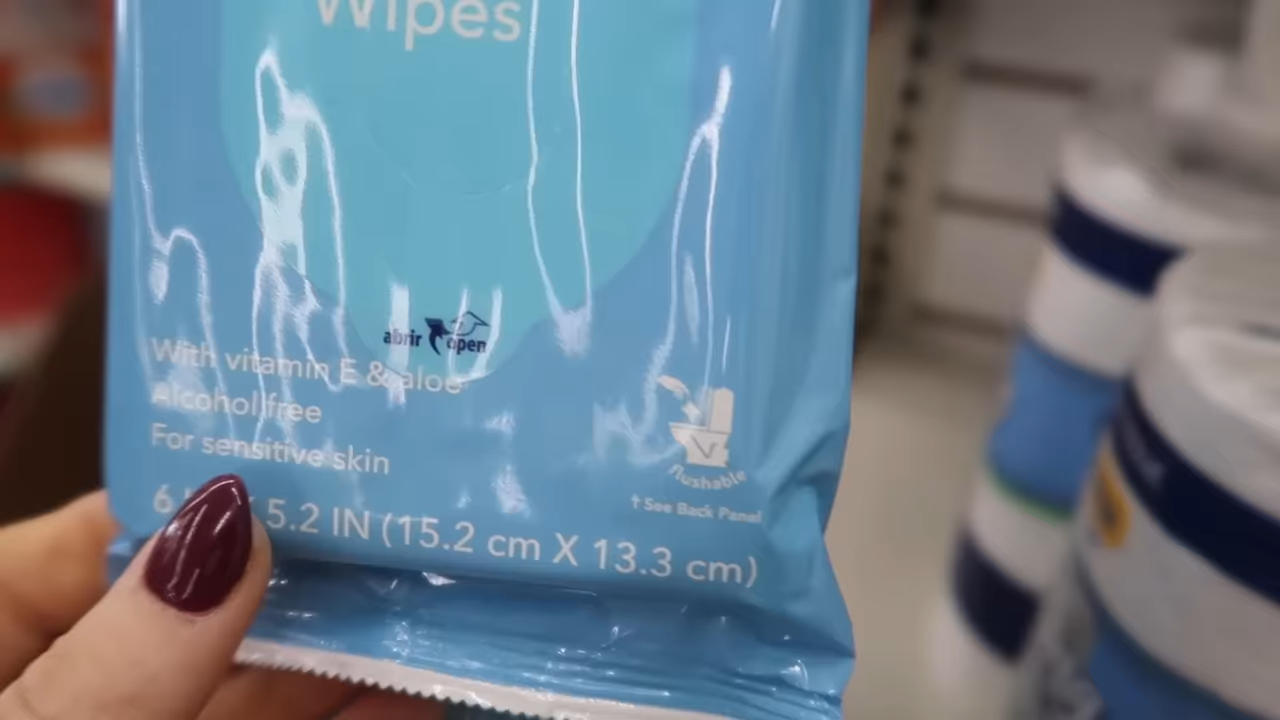 Wipes
abrir open
With vitamin E & aloe
Alcohol free
For sensitive skin
6 5.2 IN (15.2 cm X 13.3 cm)
flushable
† See Back Panel